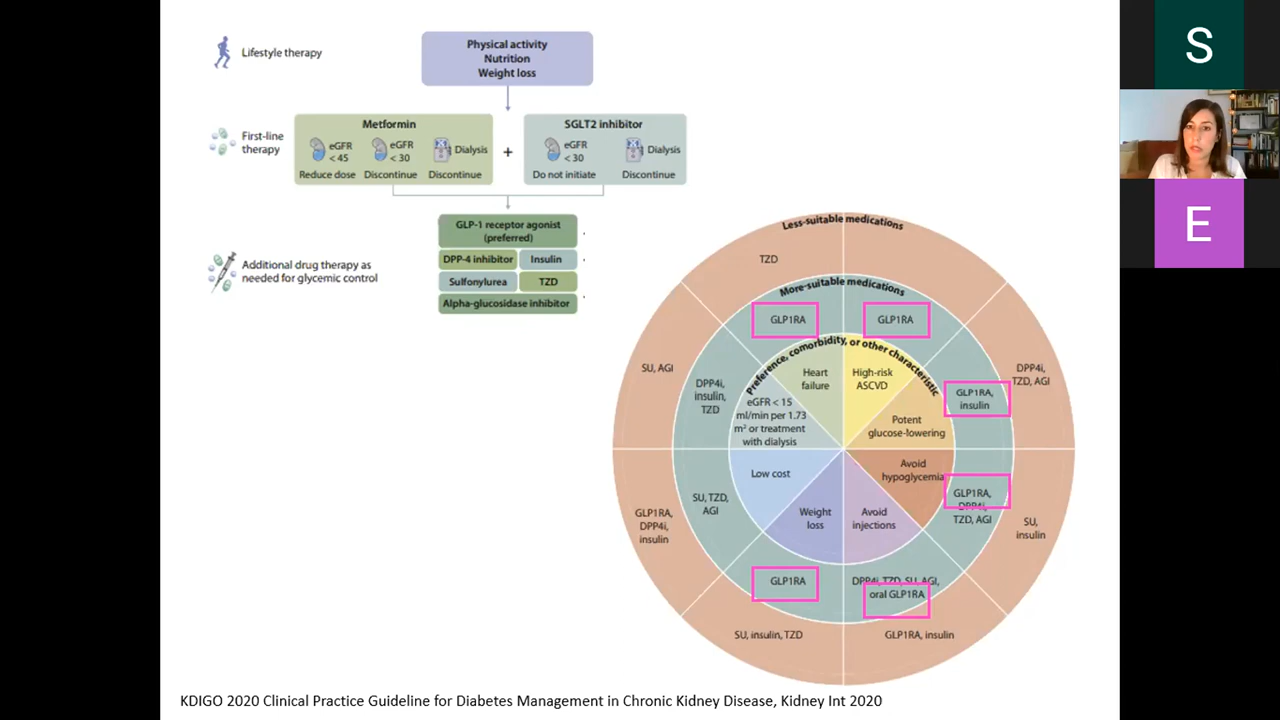 Lifestyle therapy
Physical activity
Nutrition
Weight loss
First-line
therapy
Metformin
eGFR
< 45
eGFR
< 30
Dialysis
Reduce dose
Discontinue
Discontinue
+
SGLT2 inhibitor
eGFR
< 30
Dialysis
Do not initiate
Discontinue
Additional drug therapy as
needed for glycemic control
GLP-1 receptor agonist
(preferred)
DPP-4 inhibitor
Insulin
Sulfonylurea
TZD
Alpha-glucosidase inhibitor
Less-suitable medications
TZD
More-suitable medications
GLP1RA
GLP1RA
Preference, comorbidity, or other characteristic
Heart
failure
High-risk
ASCVD
SU, AGI
DPP4i,
insulin,
TZD
eGFR < 15
ml/min per 1.73
m² or treatment
with dialysis
Potent
glucose-lowering
GLP1RA,
insulin
DPP4i,
TZD, AGI
GLP1RA,
DPP4i,
insulin
SU, TZD,
AGI
Low cost
Avoid
hypoglycemia
GLP1RA,
DPP4i,
TZD, AGI
SU,
insulin
Weight
loss
Avoid
injections
GLP1RA
DPP4i, TZD, SU, AGI,
oral GLP1RA
SU, insulin, TZD
GLP1RA, insulin
KDIGO 2020 Clinical Practice Guideline for Diabetes Management in Chronic Kidney Disease, Kidney Int 2020
S
E